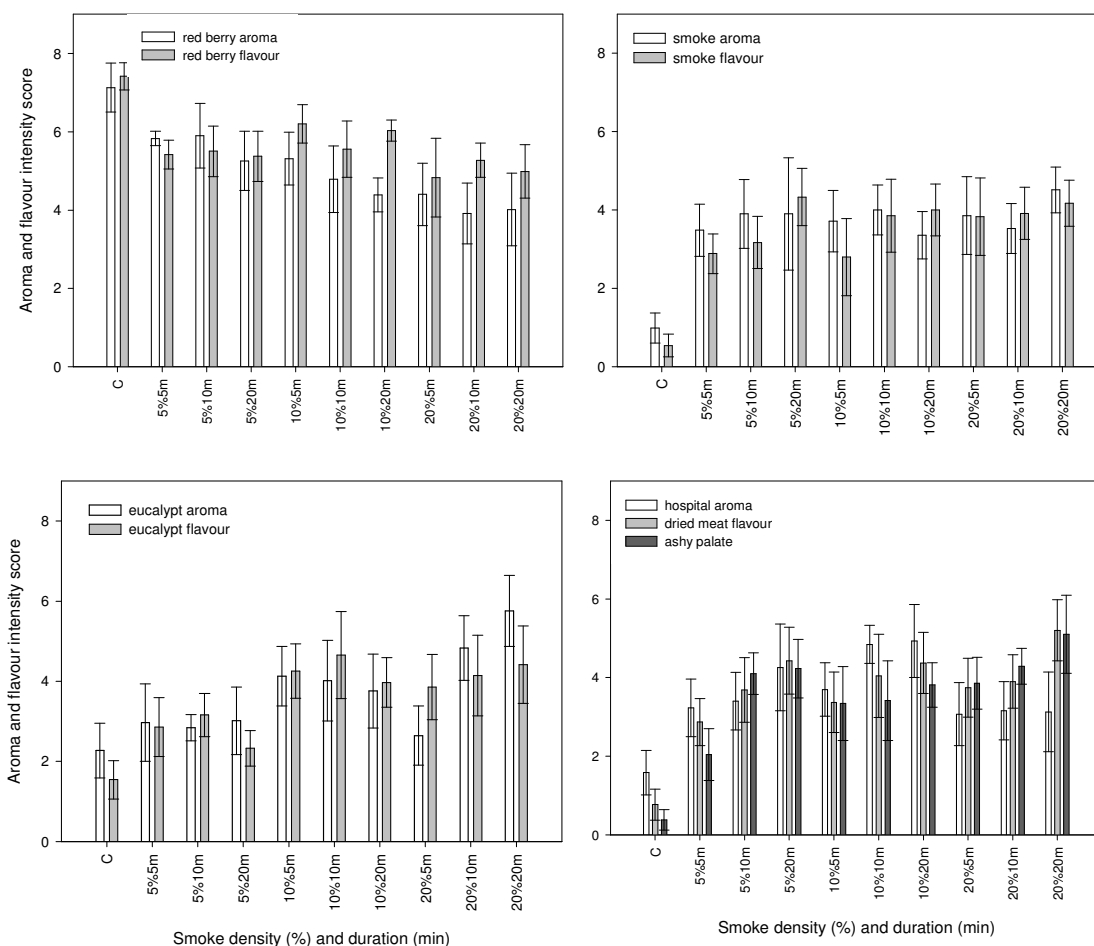 Aroma and flavour intensity score
red berry aroma
red berry flavour
8
6
4
2
0
C
5%5m
5%10m
5%20m
10%5m
10%10m
10%20m
20%5m
20%10m
20%20m
smoke aroma
smoke flavour
8
6
4
2
0
C
5%5m
5%10m
5%20m
10%5m
10%10m
10%20m
20%5m
20%10m
20%20m
Aroma and flavour intensity score
eucalypt aroma
eucalypt flavour
8
6
4
2
0
C
5%5m
5%10m
5%20m
10%5m
10%10m
10%20m
20%5m
20%10m
20%20m
Smoke density (%) and duration (min)
hospital aroma
dried meat flavour
ashy palate
8
6
4
2
0
C
5%5m
5%10m
5%20m
10%5m
10%10m
10%20m
20%5m
20%10m
20%20m
Smoke density (%) and duration (min)